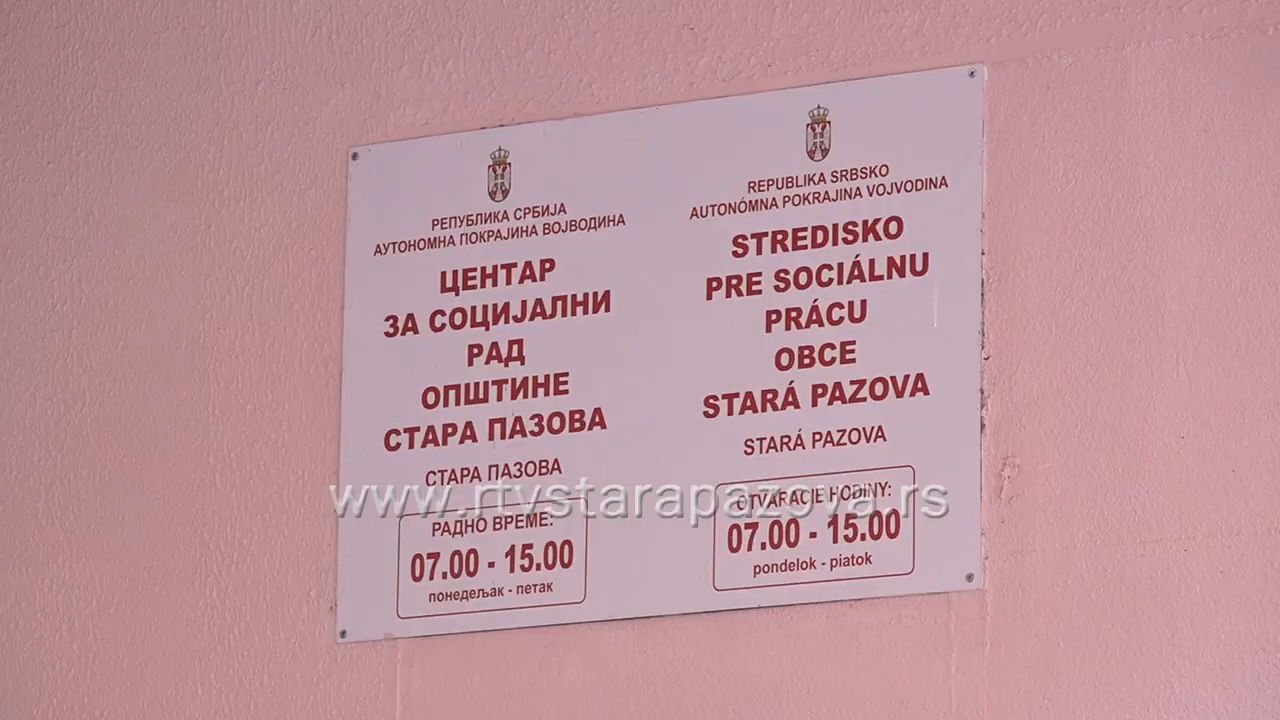 РЕПУБЛИКА СРБИЈА
АУТОНОМНА ПОКРАЈИНА ВОЈВОДИНА
ЦЕНТАР
ЗА СОЦИЈАЛНИ
РАД
ОПШТИНЕ
СТАРА ПАЗОВА
СТАРА ПАЗОВА
РАДНО ВРЕМЕ:
07.00 - 15.00
понедељак - петак
REPUBLIKA SRBSKO
AUTONÓMNA POKRAJINA VOJVODINA
STREDISKO
PRE SOCIÁLNU
PRÁCU
OBCE
STARÁ PAZOVA
STARÁ PAZOVA
OTVARACIE HODINY:
07.00 - 15.00
pondelok - piatok
www.rtvstarapazova.rs